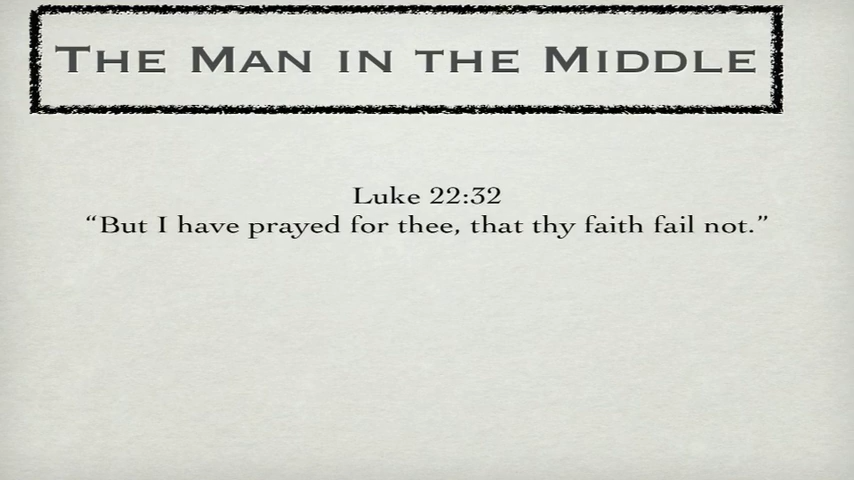 The Man in the Middle
Luke 22:32
“But I have prayed for thee, that thy faith fail not.”